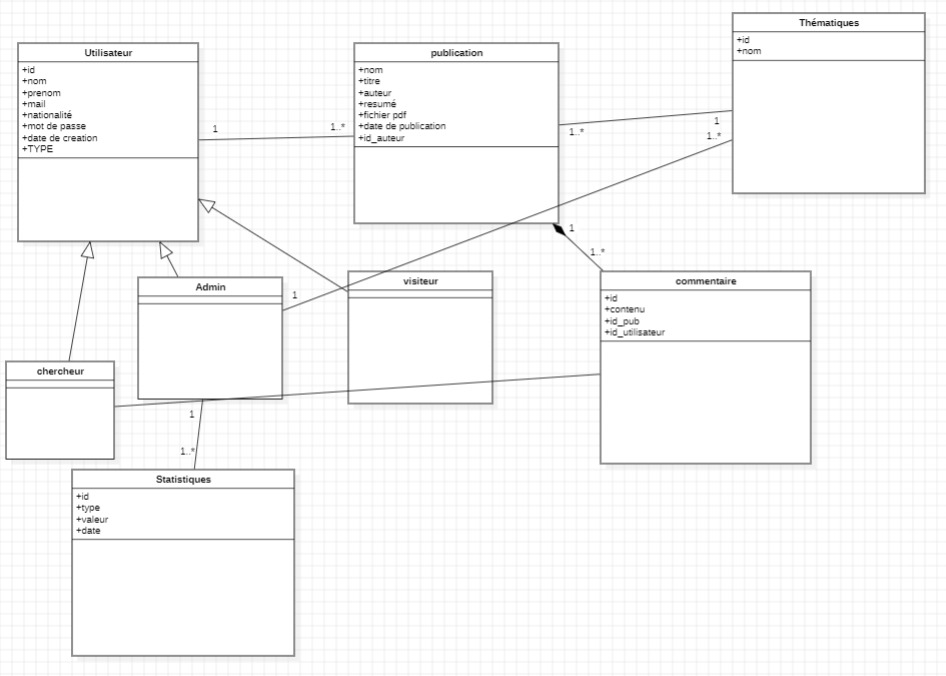 Utilisateur
+id
+nom
+prenom
+mail
+nationalité
+mot de passe
+date de creation
+TYPE
1
1..*
publication
+nom
+titre
+auteur
+resumé
+fichier pdf
+date de publication
+id_auteur
1..*
1
1..*
Thématiques
+id
+nom
1
1..*
Admin
1
visiteur
commentaire
+id
+contenu
+id_pub
+id_utilisateur
chercheur
1
1..*
Statistiques
+id
+type
+valeur
+date